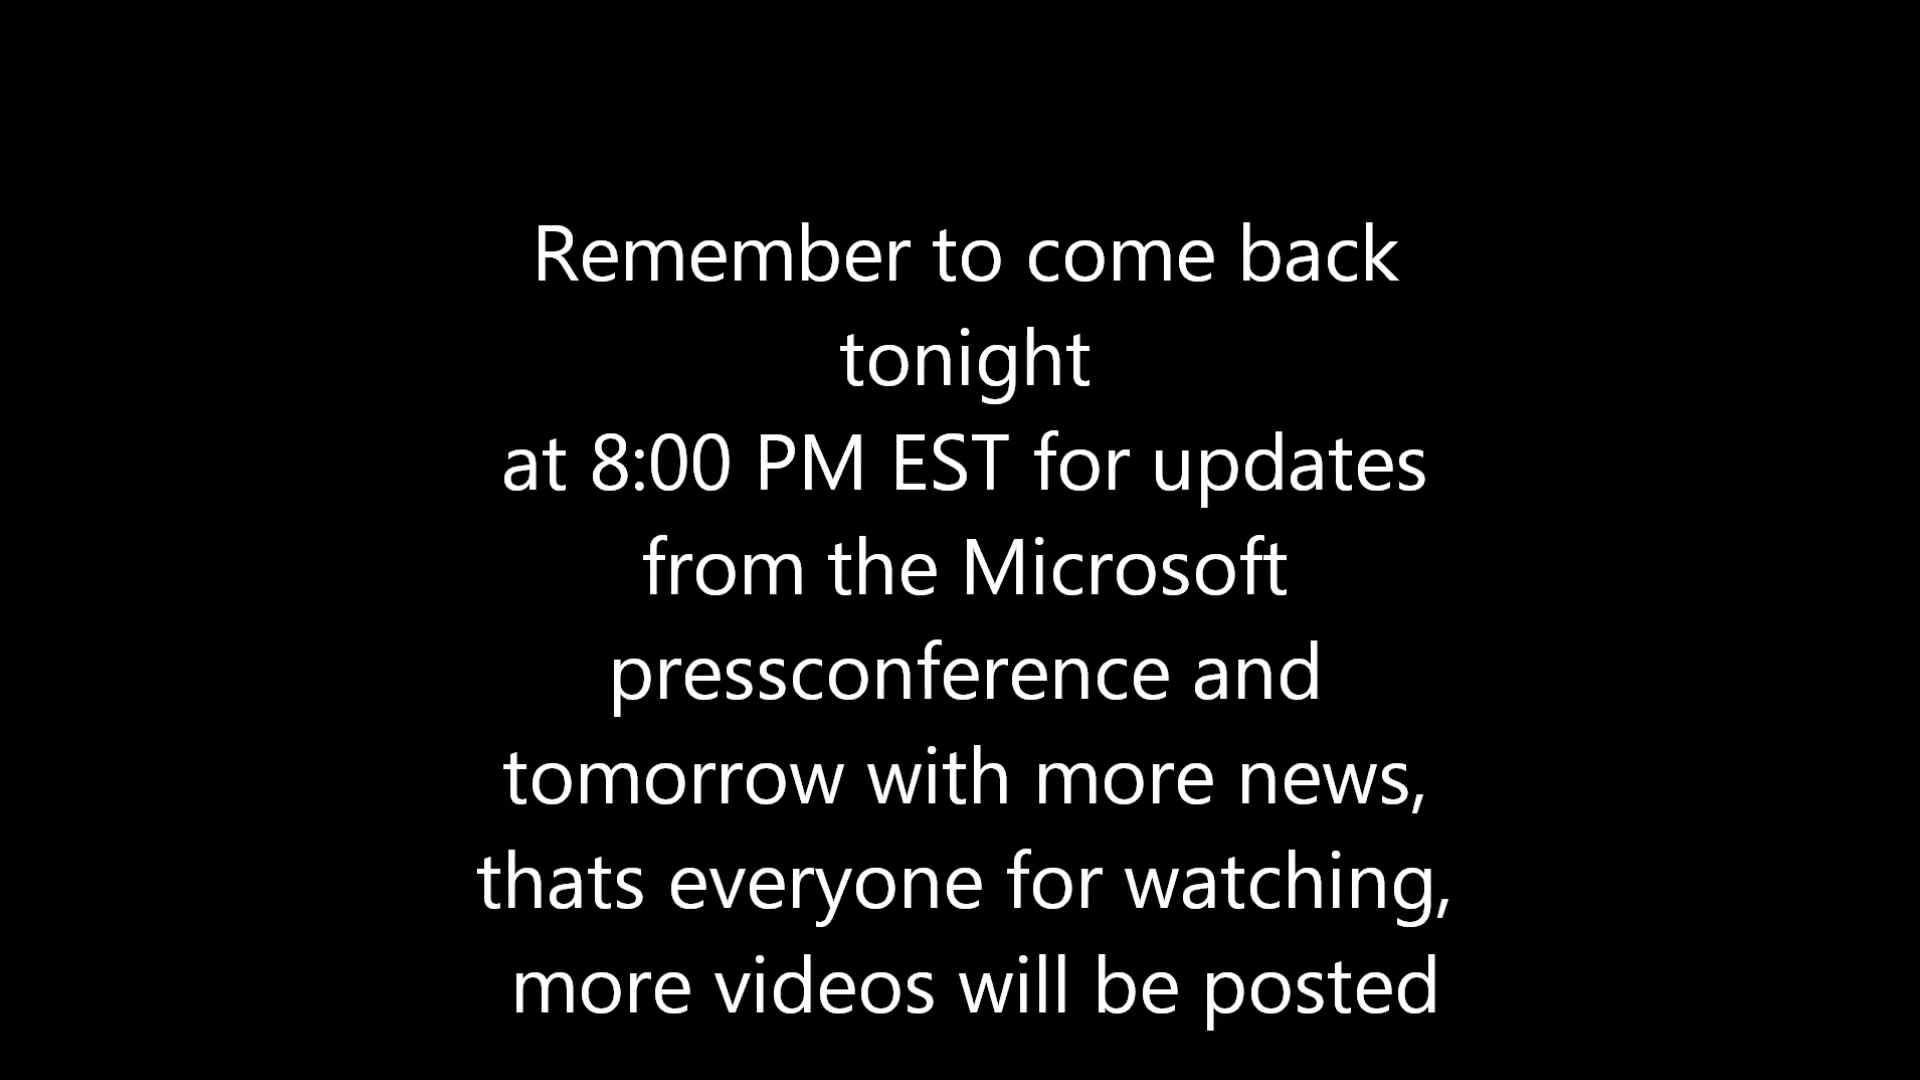 Remember to come back
tonight
at 8:00 PM EST for updates
from the Microsoft
pressconference and
tomorrow with more news,
thats everyone for watching,
more videos will be posted